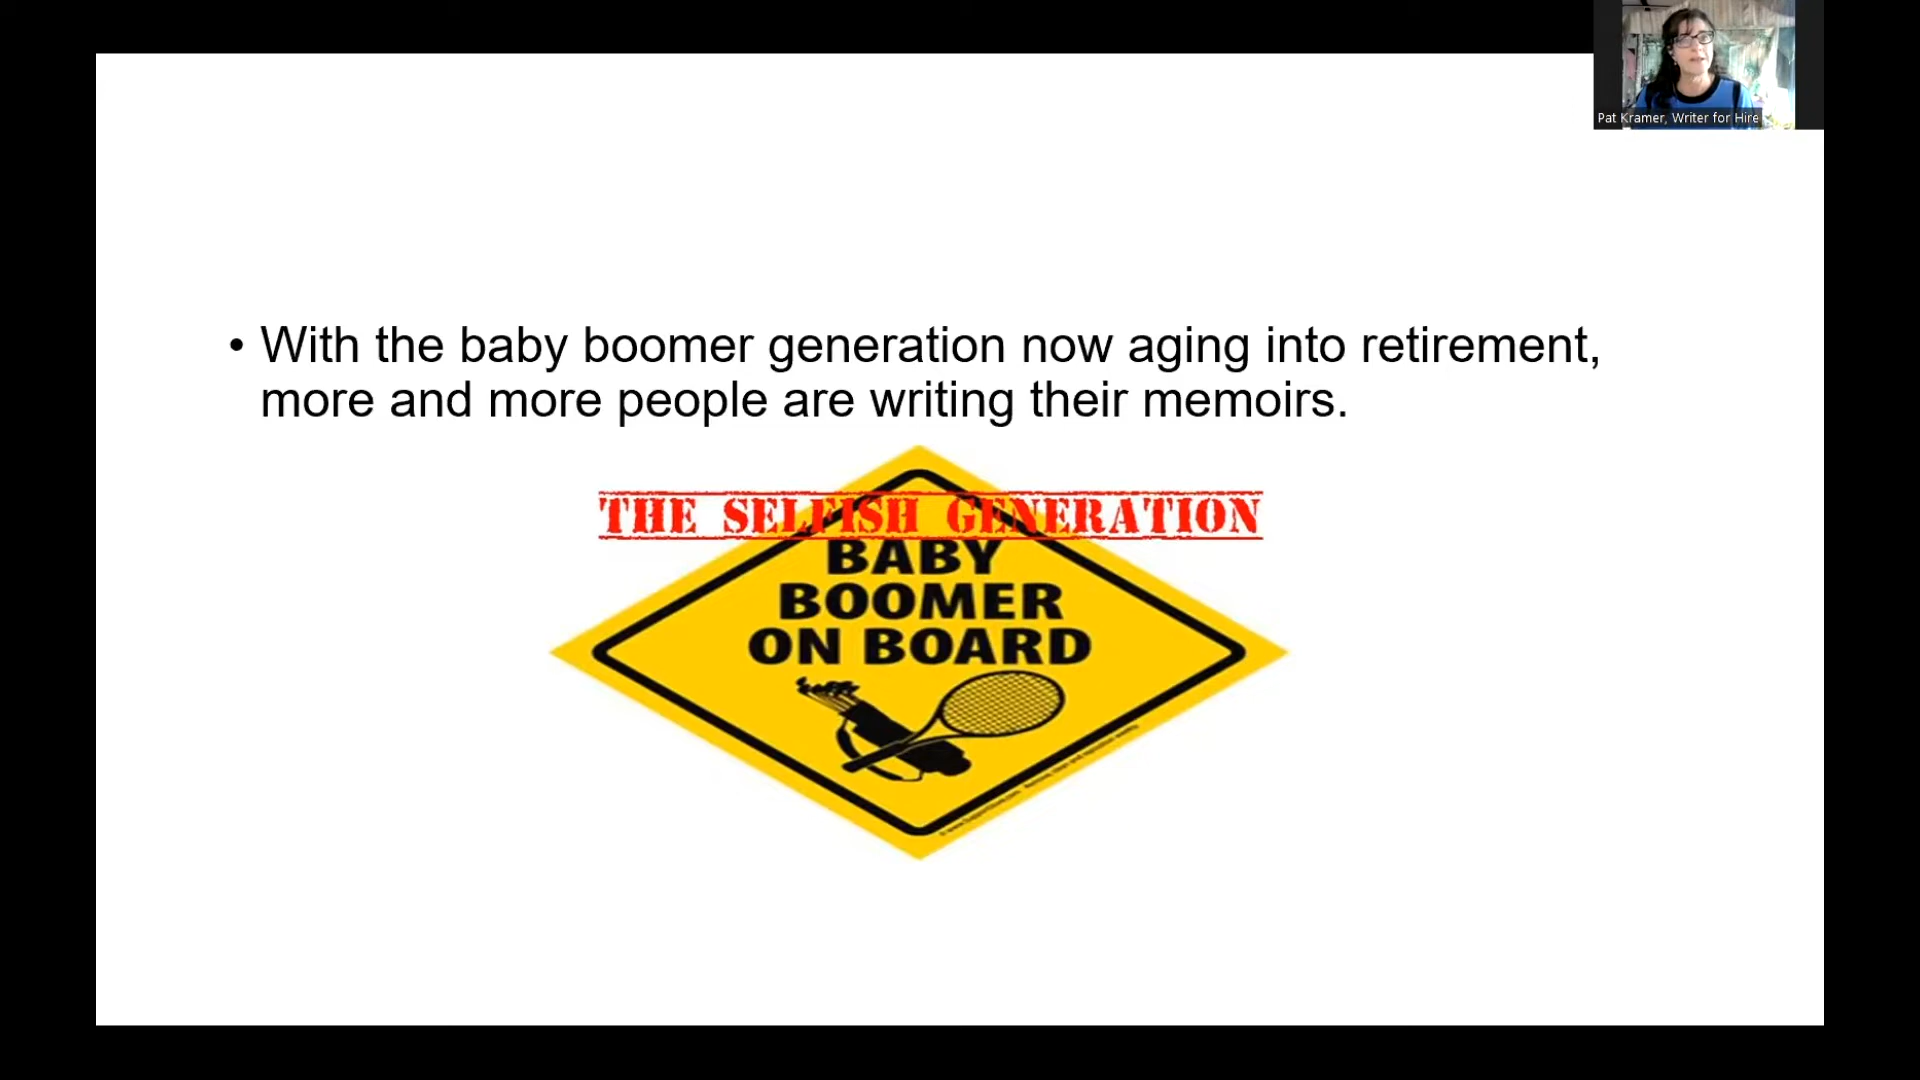 Pat Kramer, Writer for Hire
• With the baby boomer generation now aging into retirement,
more and more people are writing their memoirs.
THE SELFISH GENERATION
BABY
BOOMER
ON BOARD